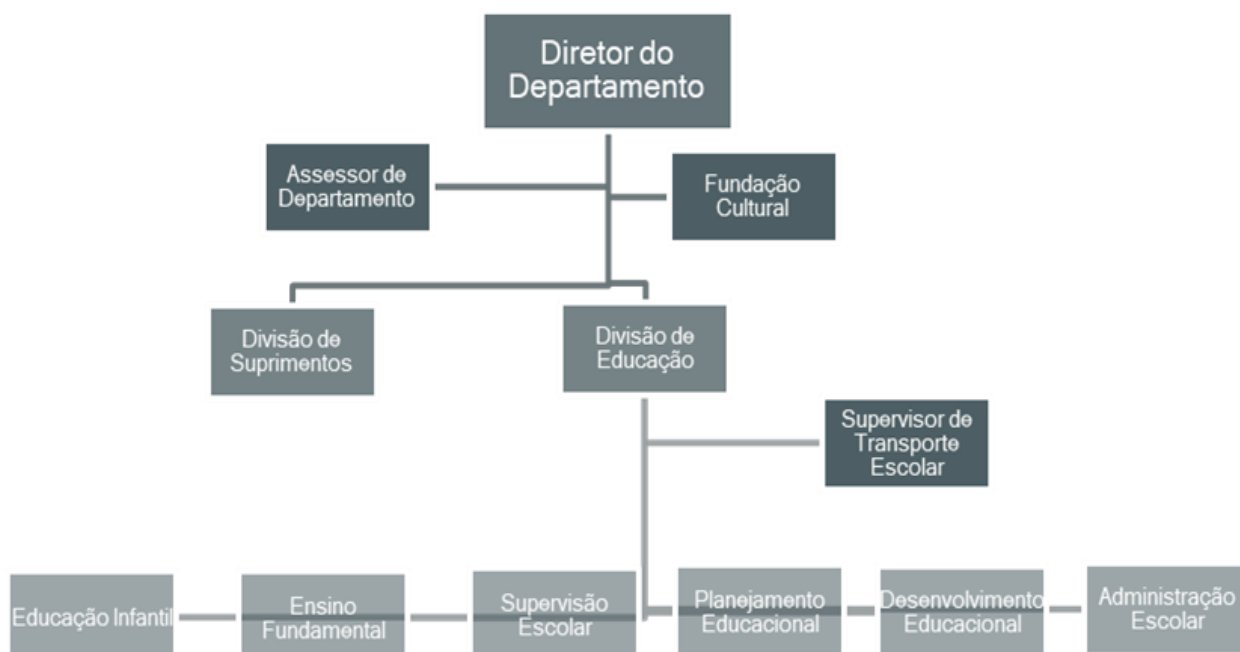 Diretor do
Departamento
Assessor de
Departamento
Fundação
Cultural
Divisão de
Suprimentos
Divisão de
Educação
Supervisor de
Transporte
Escolar
Educação Infantil
Ensino
Fundamental
Supervisão
Escolar
Planejamento
Educacional
Desenvolvimento
Educacional
Administração
Escolar